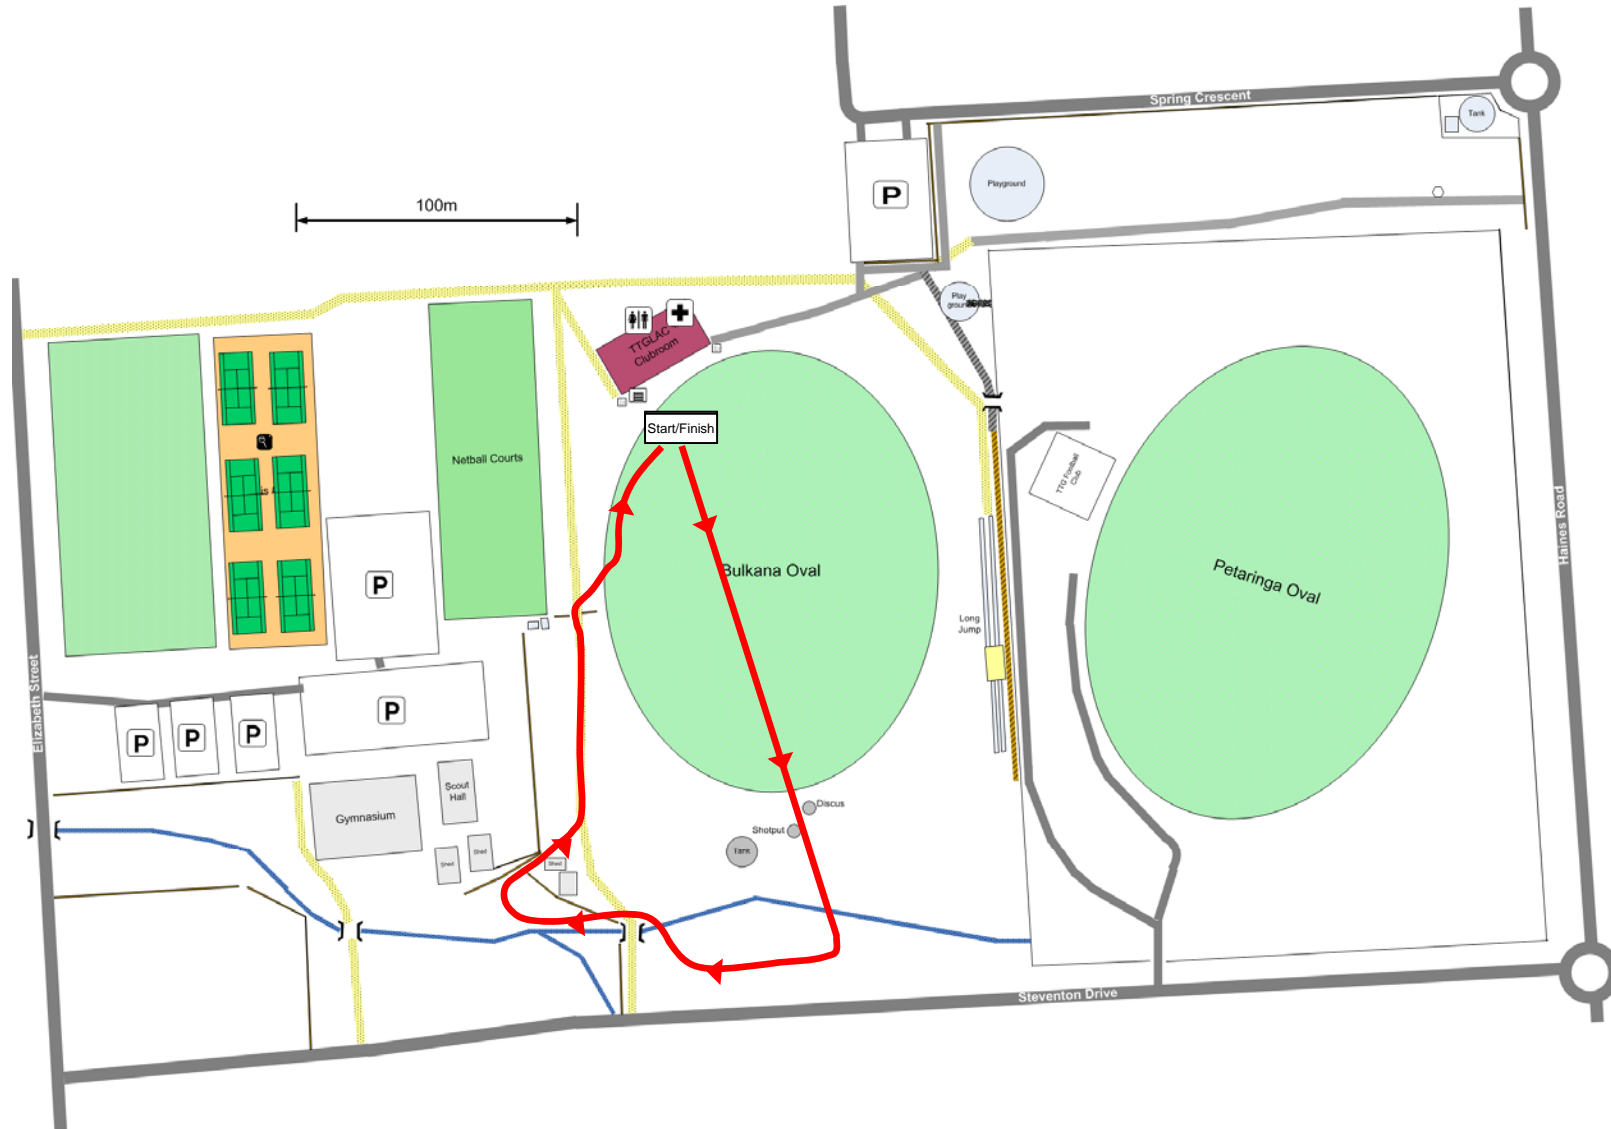 Spring Crescent
Tank
P
Playground
100m
Play
TTGLAC
Clubroom
Start/Finish
Netball Courts
TTG Football
Club
Haines Road
Bulkana Oval
Petaringa Oval
P
Long
Jump
Elizabeth Street
P
P
P
P
Scout
Hall
Gymnasium
Discus
Shotput
Tank
Shed
Shed
Shed
Steventon Drive